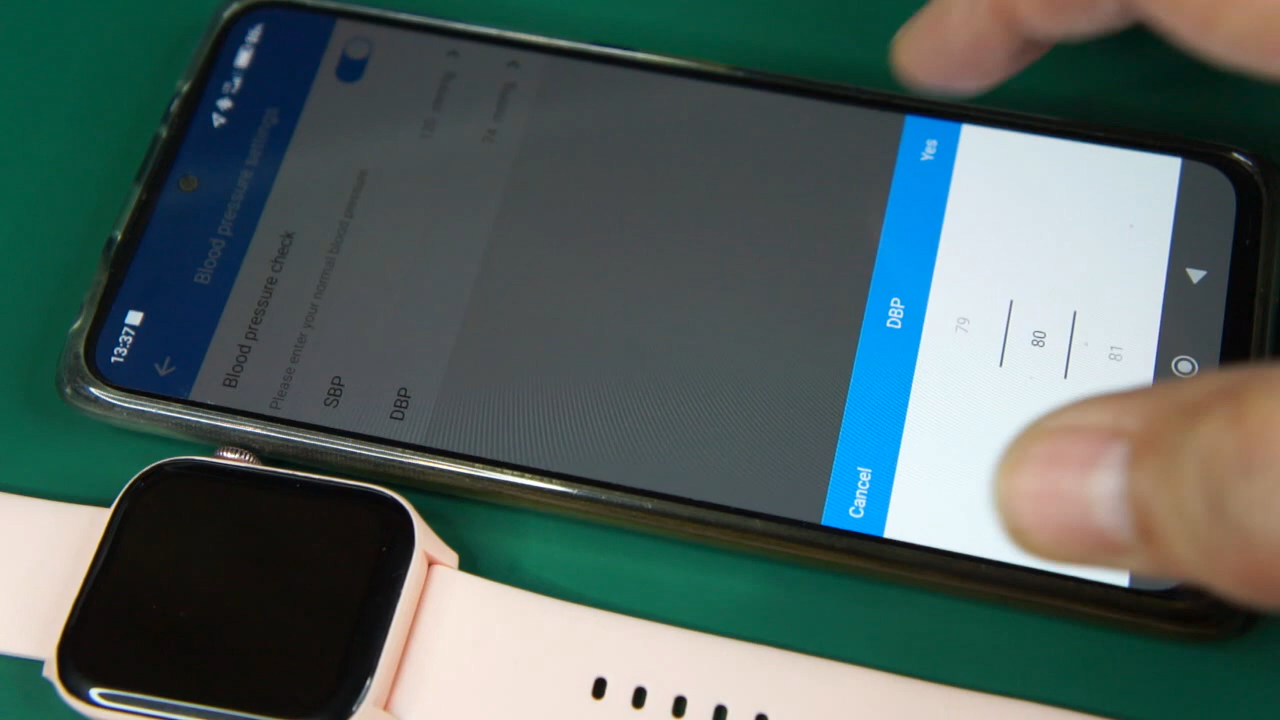 13:37
Blood pressure settings
Blood pressure check
Please enter your normal blood pressure
SBP
DBP
Cancel DBP Yes
79
80
81